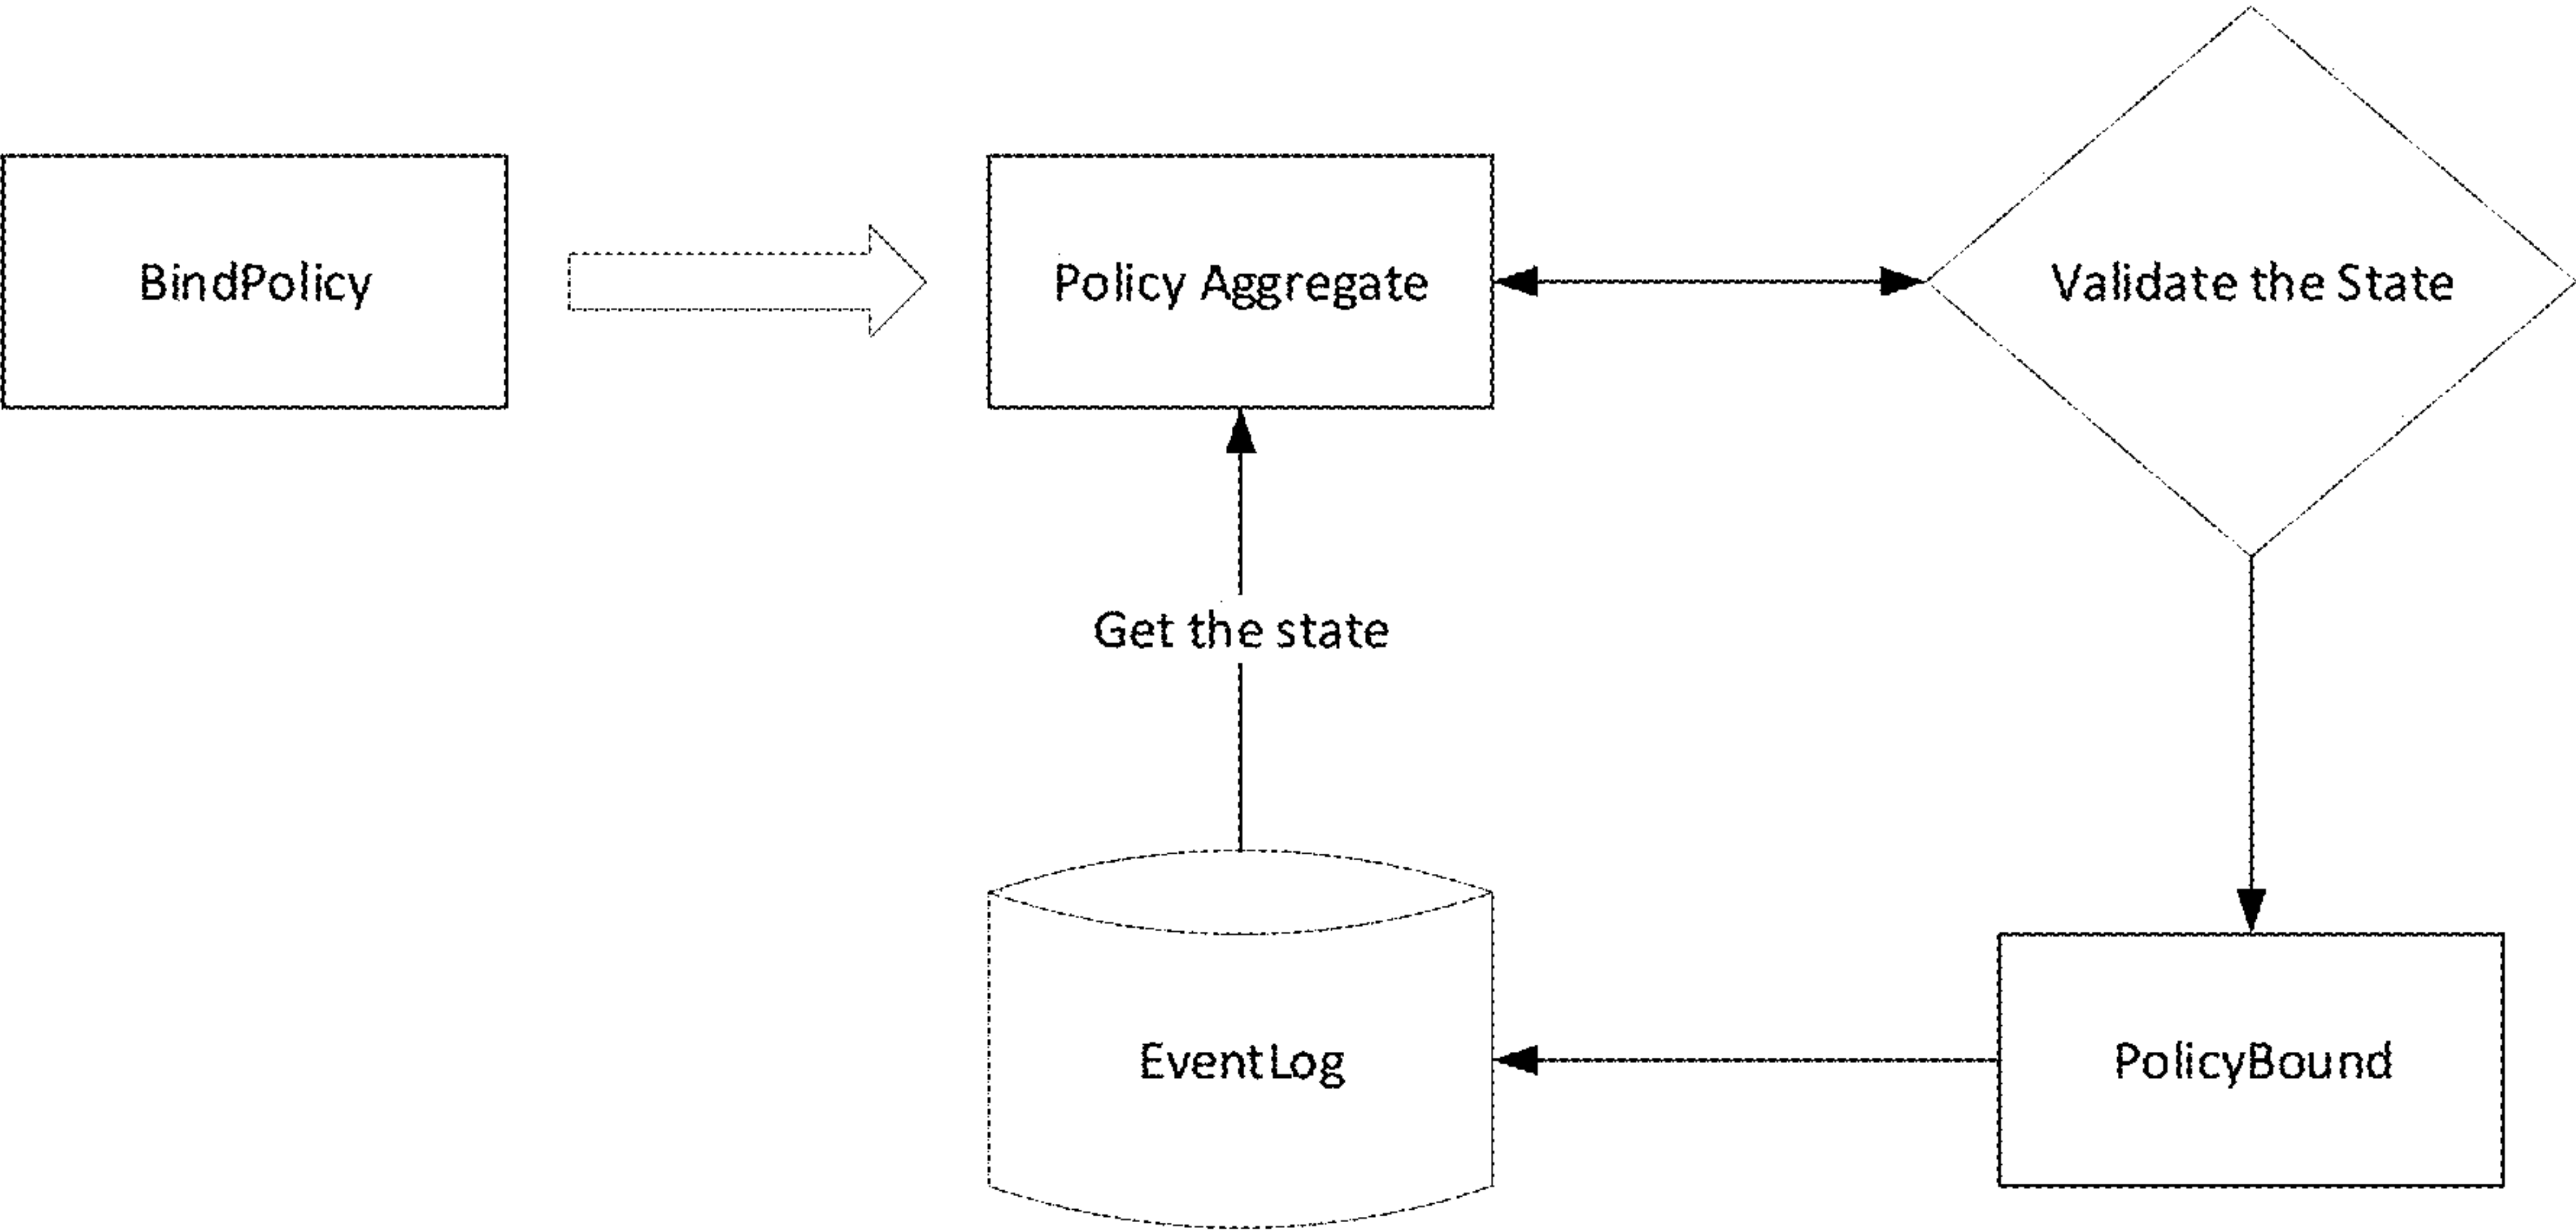 BindPolicy
Policy Aggregate
Validate the State
Get the state
EventLog
PolicyBound